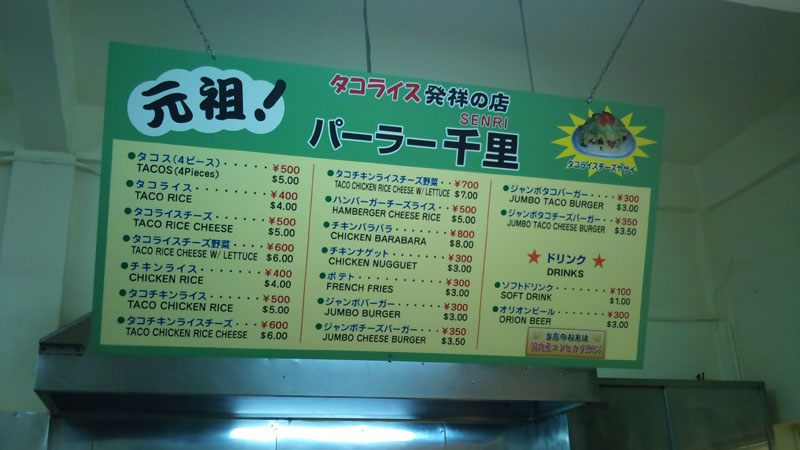 元祖!
タコライス発祥の店
SENRI
パーラー千里
タコライスチーズヤサイ
●タコス(4ピース)・・・・・・・¥500
TACOS(4Pieces) $5.00
●タコライス・・・・・・・・・¥400
TACO RICE $4.00
●タコライスチーズ・・・・・・¥500
TACO RICE CHEESE $5.00
●タコライスチーズ野菜・・・・¥600
TACO RICE CHEESE W/ LETTUCE $6.00
●チキンライス・・・・・・・・¥400
CHICKEN RICE $4.00
●タコチキンライス・・・・・・¥500
TACO CHICKEN RICE $5.00
●タコチキンライスチーズ・・・¥600
TACO CHICKEN RICE CHEESE $6.00
●タコチキンライスチーズ野菜・・¥700
TACO CHICKEN RICE CHEESE W/ LETTUCE $7.00
●ハンバーガーチーズライス・・¥500
HAMBERGER CHEESE RICE $5.00
●チキンバラバラ・・・・・・・¥800
CHICKEN BARABARA $8.00
●チキンナゲット・・・・・・・¥300
CHICKEN NUGGUET $3.00
●ポテト・・・・・・・・・・・¥300
FRENCH FRIES $3.00
●ジャンボバーガー・・・・・・¥300
JUMBO BURGER $3.00
●ジャンボチーズバーガー・・・¥350
JUMBO CHEESE BURGER $3.50
●ジャンボタコバーガー・・・・¥300
JUMBO TACO BURGER $3.00
●ジャンボタコチーズバーガー・・¥350
JUMBO TACO CHEESE BURGER $3.50
★ ドリンク ★
DRINKS
●ソフトドリンク・・・・・・・¥100
SOFT DRINK $1.00
●オリオンビール・・・・・・・¥300
ORION BEER $3.00
当店のお米は